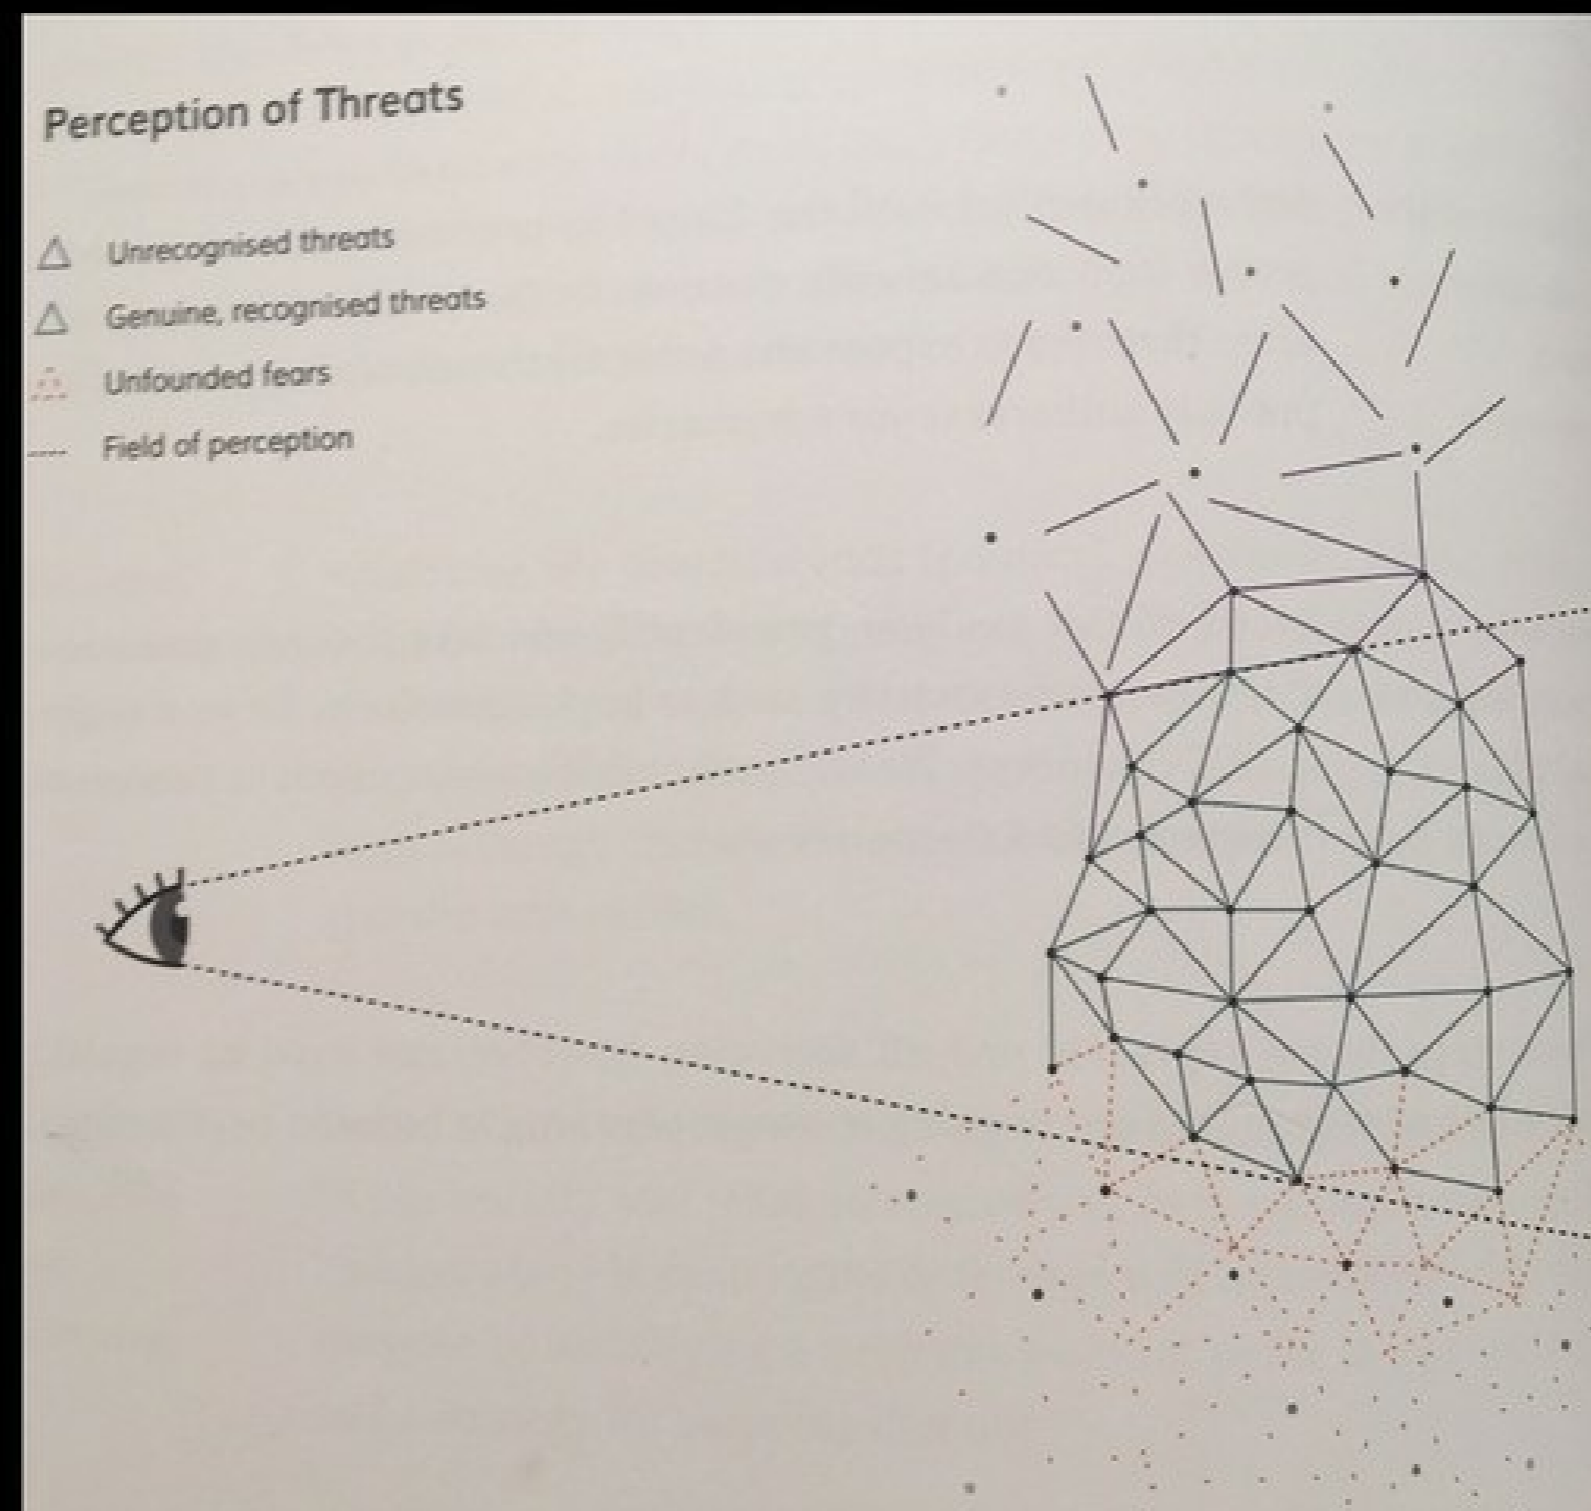 Perception of Threats
Unrecognised threats
Genuine, recognised threats
Unfounded fears
Field of perception